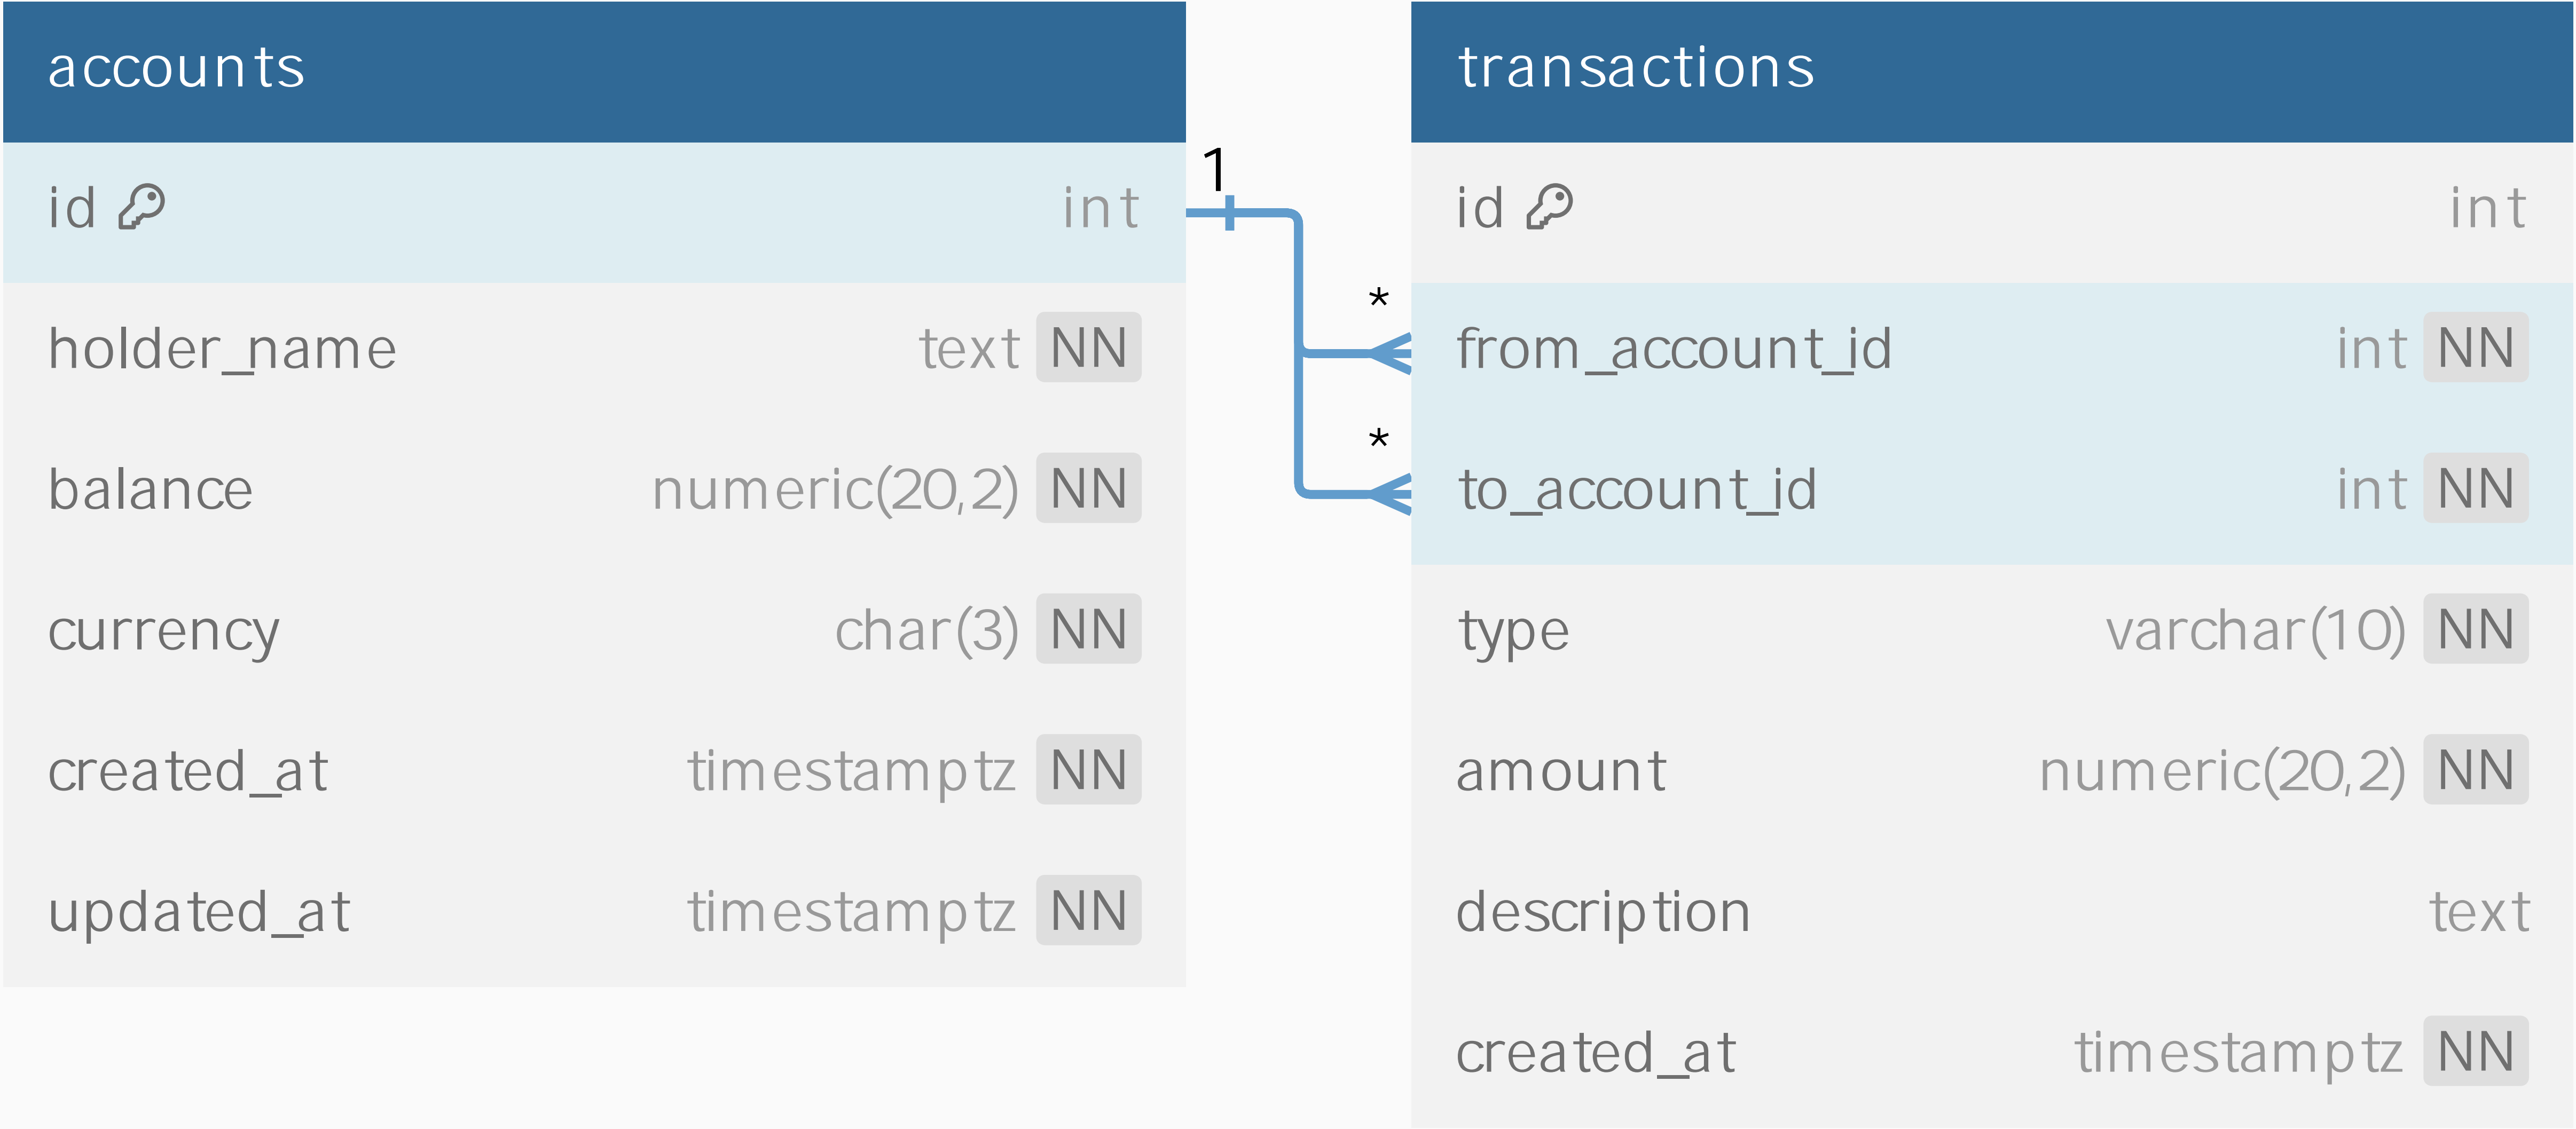 accounts
id int
holder_name text NN
balance numeric(20,2) NN
currency char(3) NN
created_at timestamptz NN
updated_at timestamptz NN
1
*
*
transactions
id int
from_account_id int NN
to_account_id int NN
type varchar(10) NN
amount numeric(20,2) NN
description text
created_at timestamptz NN